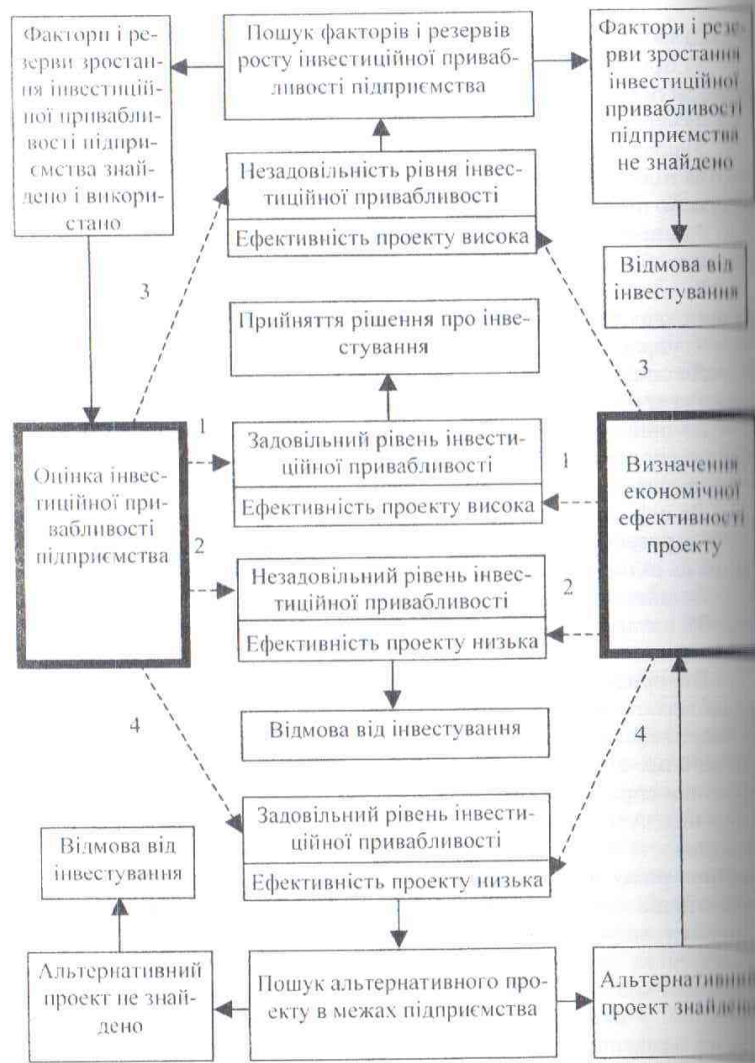 Фактори і ре-
зерви зростан-
ня інвестицій-
ної привабли-
вості підпри-
ємства знай-
дено і викори-
стано
Пошук факторів і резервів
росту інвестиційної приваб-
ливості підприємства
Фактори і резе-
рви зростання
інвестиційної
привабливості
підприємства
не знайдено
Незадовільність рівня інвес-
тиційної привабливості
Ефективність проекту висока
Відмова від
інвестування
3
Прийняття рішення про інве-
стування
3
1
Задовільний рівень інвести-
ційної привабливості
Ефективність проекту висока
1
Оцінка інвес-
тиційної при-
вабливості
підприємства
Визначення
економічної
ефективності
проекту
2
Незадовільний рівень інвес-
тиційної привабливості
Ефективність проекту низька
2
Відмова від інвестування
4
4
Задовільний рівень інвести-
ційної привабливості
Ефективність проекту низька
Відмова від
інвестування
Альтернативний
проект не знай-
дено
Пошук альтернативного про-
екту в межах підприємства
Альтернативний
проект знайдено